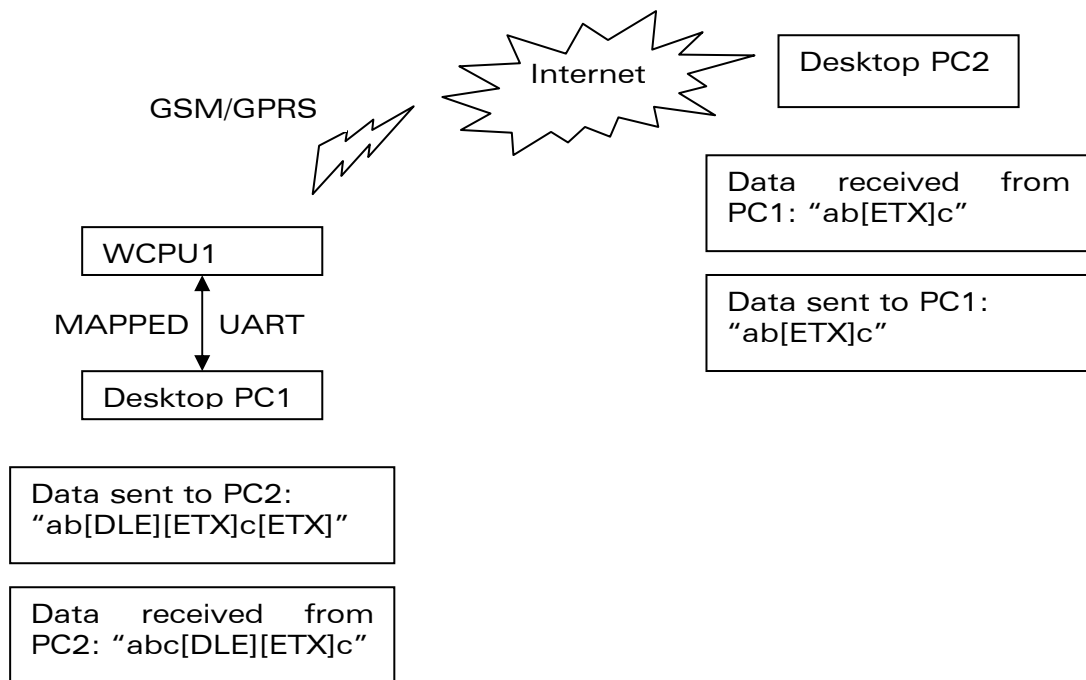 Internet
Desktop PC2
GSM/GPRS
Data received from
PC1: “ab[ETX]c”
WCPU1
Data sent to PC1:
“ab[ETX]c”
MAPPED UART
Desktop PC1
Data sent to PC2:
“ab[DLE][ETX]c[ETX]”
Data received from
PC2: “abc[DLE][ETX]c”